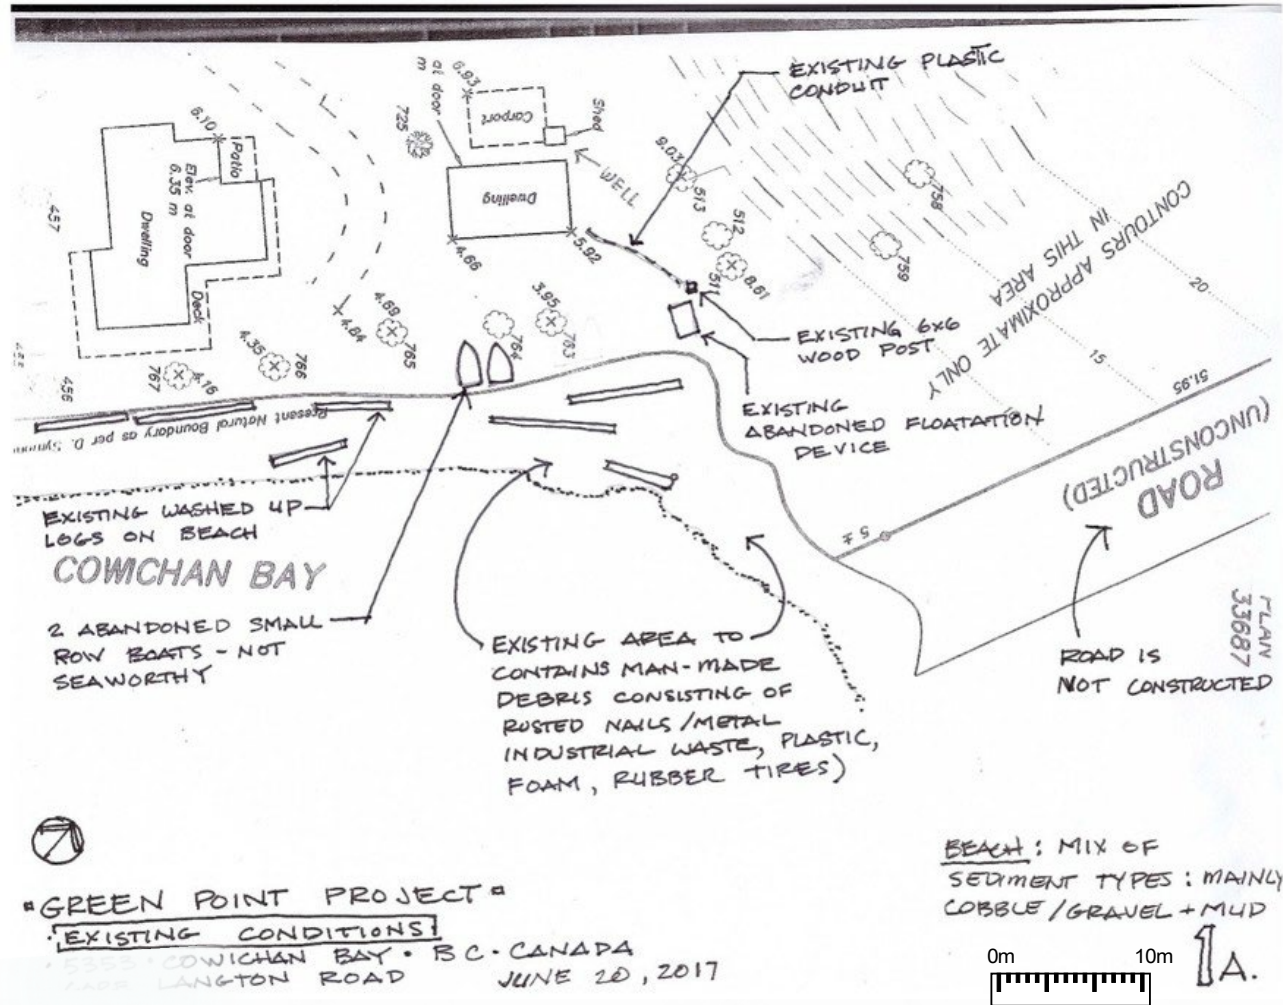 EXISTING PLASTIC
CONDUIT
6.93
at door
m
Carport
Shed
725
6.10
Patio
Elev. at door
6.35 m
Dwelling
Deck
Dwelling
WELL
9.03
513
512
511
8.61
758
759
CONTOURS APPROXIMATE ONLY
IN THIS AREA
20
15
457
456
4.66
5.92
4.84
4.69
765
764
3.95
763
4.35
766
4.16
767
EXISTING 6x6
WOOD POST
EXISTING
ABANDONED FLOATATION
DEVICE
51.95
ROAD
(UNCONSTRUCTED)
5 ±
Present Natural Boundary as per D.
EXISTING WASHED UP
LOGS ON BEACH
COWICHAN BAY
2 ABANDONED SMALL
ROW BOATS - NOT
SEAWORTHY
EXISTING AREA TO
CONTAINS MAN-MADE
DEBRIS CONSISTING OF
RUSTED NAILS/METAL
INDUSTRIAL WASTE, PLASTIC,
FOAM, RUBBER TIRES)
ROAD IS
NOT CONSTRUCTED
PLAN
33687
"GREEN POINT PROJECT"
EXISTING CONDITIONS
5353 • COWICHAN BAY • BC • CANADA
LANGTON ROAD JUNE 20, 2017
BEACH: MIX OF
SEDIMENT TYPES: MAINLY
COBBLE/GRAVEL + MUD
0m 10m
1A.